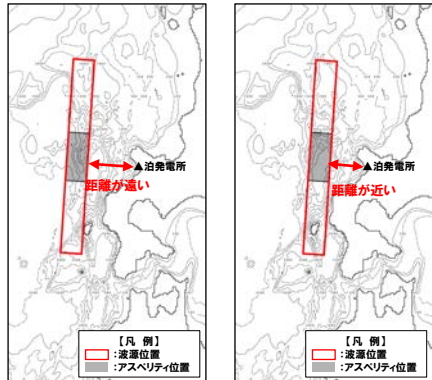 ▲泊発電所
距離が遠い
【凡 例】
:波源位置
:アスペリティ位置
▲泊発電所
距離が近い
【凡 例】
:波源位置
:アスペリティ位置